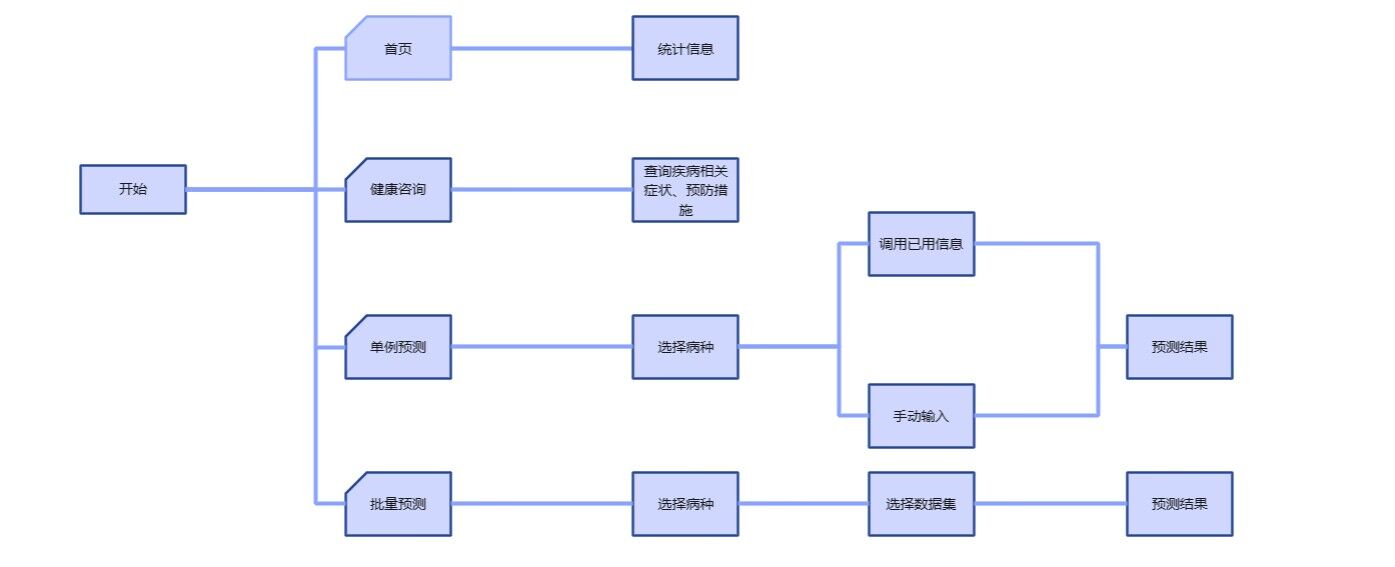 首页
统计信息
开始
健康咨询
查询疾病相关
症状、预防措
施
调用已用信息
单例预测
选择病种
预测结果
手动输入
批量预测
选择病种
选择数据集
预测结果